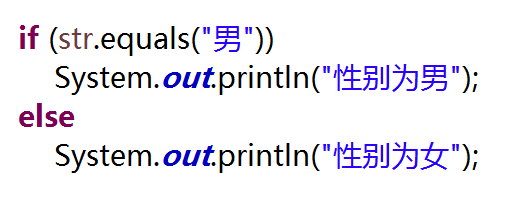 if (str.equals("男"))
    System.out.println("性别为男");
else
    System.out.println("性别为女");